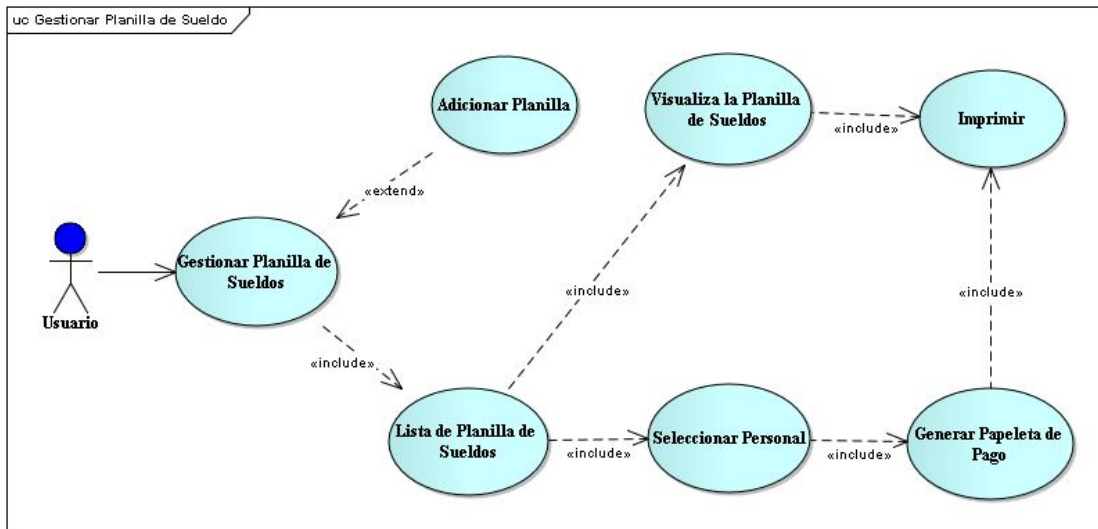 uc Gestionar Planilla de Sueldo
Adicionar Planilla
Visualiza la Planilla
de Sueldos
Imprimir
«include»
«extend»
Gestionar Planilla de
Sueldos
Usuario
«include»
«include»
«include»
Lista de Planilla de
Sueldos
«include»
Seleccionar Personal
«include»
Generar Papeleta de
Pago